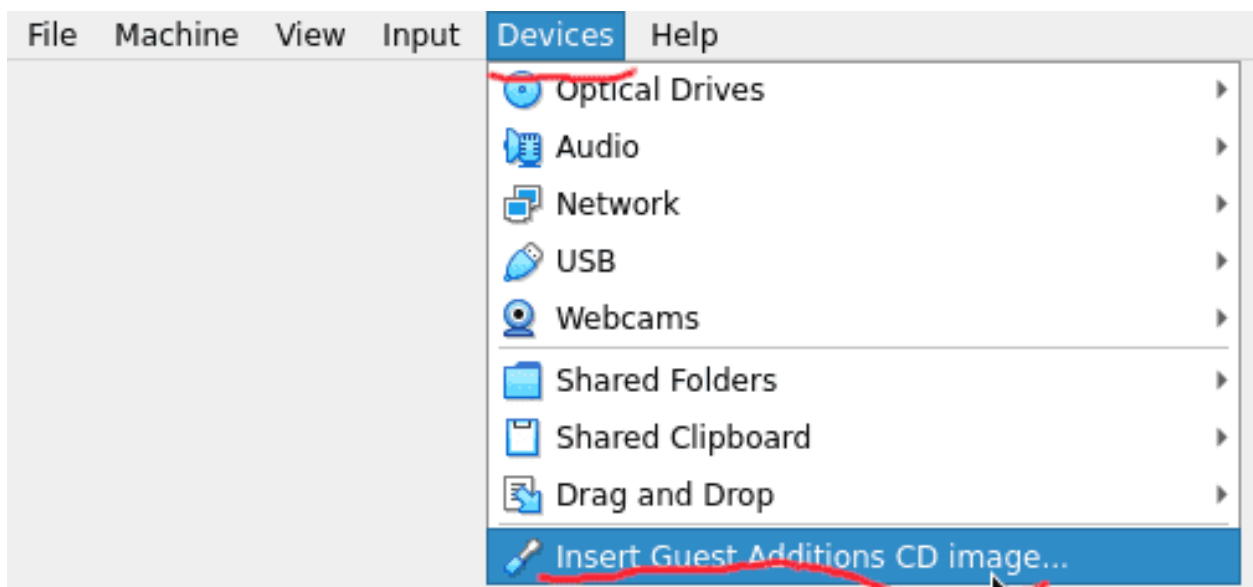 File Machine View Input Devices Help
Optical Drives
Audio
Network
USB
Webcams
Shared Folders
Shared Clipboard
Drag and Drop
Insert Guest Additions CD image...